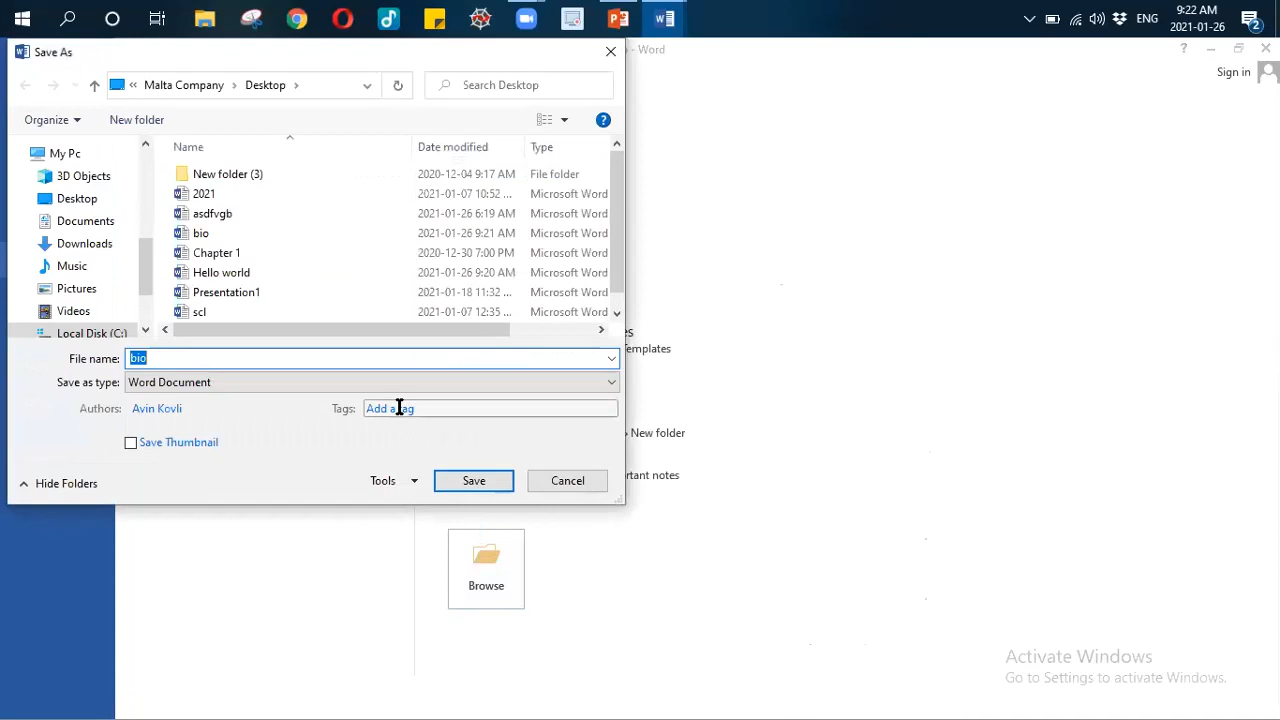 ENG
9:22 AM
2021-01-26
2
Save As
- Word
Malta Company
Desktop
Search Desktop
Sign in
Organize
New folder
Name
Date modified
Type
My Pc
3D Objects
Desktop
Documents
Downloads
Music
Pictures
Videos
Local Disk (C:)
New folder (3) 2020-12-04 9:17 AM File folder
2021 2021-01-07 10:52 ... Microsoft Word
asdfvgb 2021-01-26 6:19 AM Microsoft Word
bio 2021-01-26 9:21 AM Microsoft Word
Chapter 1 2020-12-30 7:00 PM Microsoft Word
Hello world 2021-01-26 9:20 AM Microsoft Word
Presentation1 2021-01-18 11:32 ... Microsoft Word
scl 2021-01-07 12:35 ... Microsoft Word
File name: bio
Save as type: Word Document
Authors: Avin Kovli
Tags: Add a tag
Save Thumbnail
Hide Folders
Tools
Save
Cancel
es
Templates
» New folder
ortant notes
Browse
Activate Windows
Go to Settings to activate Windows.